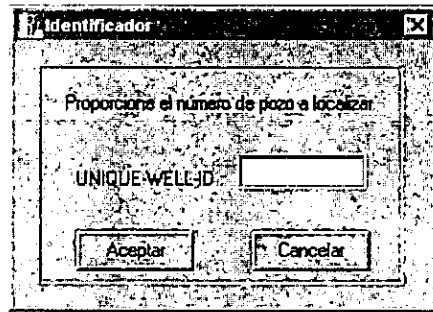 Identificador
Proporcione el número de pozo a localizar
UNIQUE-WELL-ID
Aceptar
Cancelar